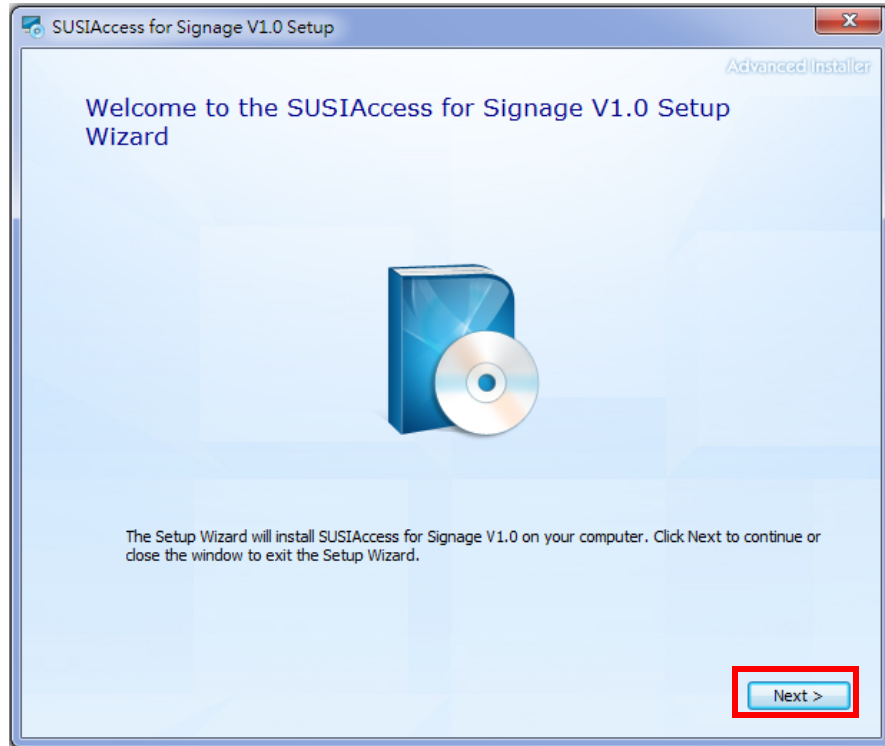 SUSIAccess for Signage V1.0 Setup
Advanced Installer
Welcome to the SUSIAccess for Signage V1.0 Setup
Wizard
The Setup Wizard will install SUSIAccess for Signage V1.0 on your computer. Click Next to continue or
close the window to exit the Setup Wizard.
Next >